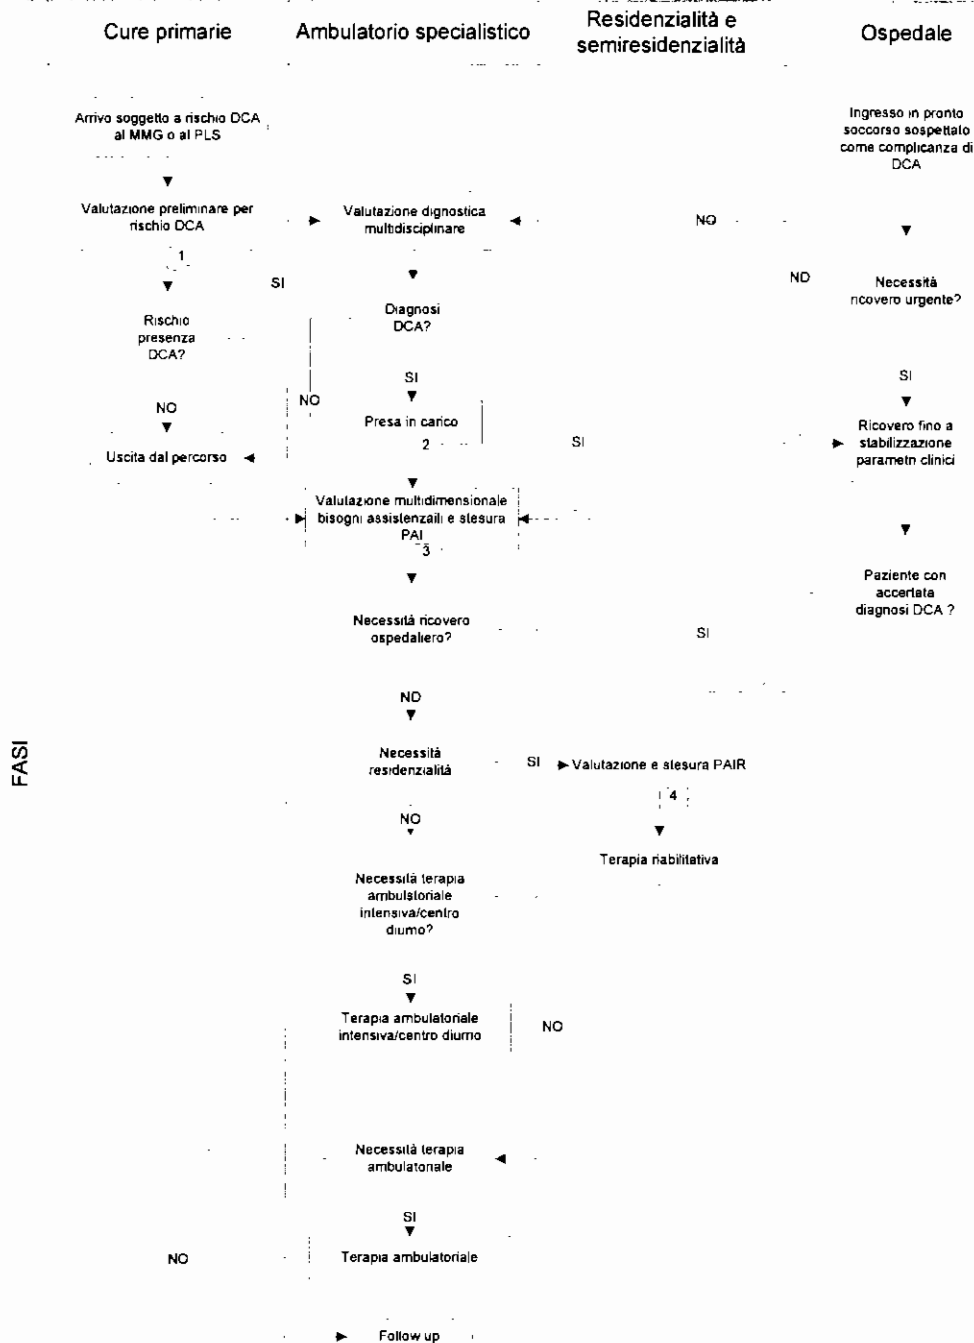 Cure primarie
Ambulatorio specialistico
Residenzialità e
semiresidenzialità
Ospedale
Arrivo soggetto a rischio DCA
al MMG o al PLS
Ingresso in pronto
soccorso sospettato
come complicanza di
DCA
Valutazione preliminare per
rischio DCA
1
Valutazione dignostica
multidisciplinare
NO
SI
NO
Necessità
ricovero urgente?
Rischio
presenza
DCA?
Diagnosi
DCA?
SI
SI
NO
NO
Presa in carico
2
SI
Ricovero fino a
stabilizzazione
parametri clinici
Uscita dal percorso
Valutazione multidimensionale
bisogni assistenzaili e stesura
PAI
3
Paziente con
accertata
diagnosi DCA ?
Necessità ricovero
ospedaliero?
SI
NO
FASI
Necessità
residenzialità
SI
Valutazione e stesura PAIR
4
NO
Terapia riabilitativa
Necessità terapia
ambulstoriale
intensiva/centro
diurno?
SI
Terapia ambulatoriale
intensiva/centro diurno
NO
Necessità terapia
ambulatoriale
SI
NO
Terapia ambulatoriale
Follow up